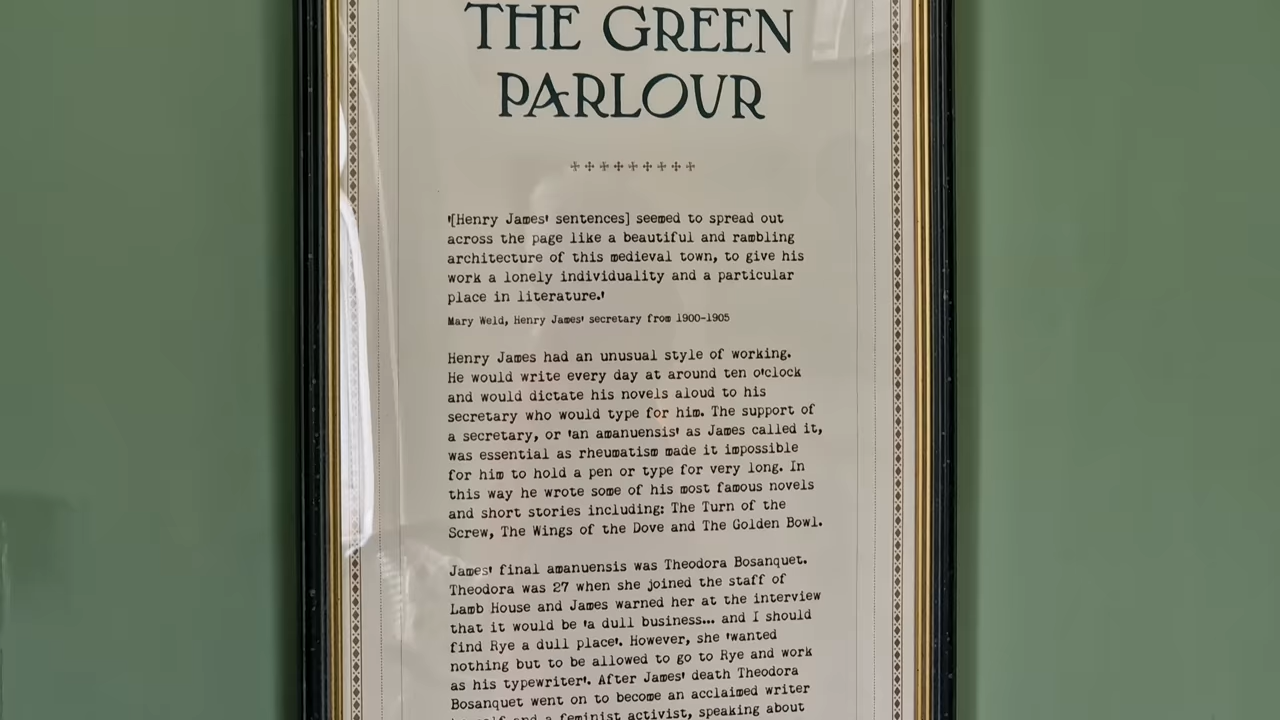 THE GREEN
PARLOUR
'[Henry James' sentences] seemed to spread out
across the page like a beautiful and rambling
architecture of this medieval town, to give his
work a lonely individuality and a particular
place in literature.'
Mary Weld, Henry James' secretary from 1900-1905
Henry James had an unusual style of working.
He would write every day at around ten o'clock
and would dictate his novels aloud to his
secretary who would type for him. The support of
a secretary, or 'an amanuensis' as James called it,
was essential as rheumatism made it impossible
for him to hold a pen or type for very long. In
this way he wrote some of his most famous novels
and short stories including: The Turn of the
Screw, The Wings of the Dove and The Golden Bowl.
James' final amanuensis was Theodora Bosanquet.
Theodora was 27 when she joined the staff of
Lamb House and James warned her at the interview
that it would be 'a dull business... and I should
find Rye a dull place'. However, she 'wanted
nothing but to be allowed to go to Rye and work
as his typewriter'. After James' death Theodora
Bosanquet went on to become an acclaimed writer
and a feminist activist, speaking about